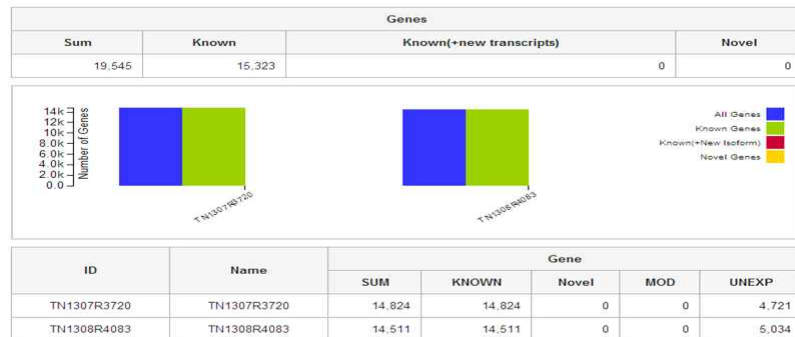 Genes
Sum Known Known(+new transcripts) Novel
19,545 15,323 0 0
14k
12k
10k
8.0k
6.0k
4.0k
2.0k
0.0
Number of Genes
TN1307R3720
TN1308R4083
All Genes
Known Genes
Known(+New Isoform)
Novel Genes
ID Name Gene
SUM KNOWN Novel MOD UNEXP
TN1307R3720 TN1307R3720 14,824 14,824 0 0 4,721
TN1308R4083 TN1308R4083 14,511 14,511 0 0 5,034